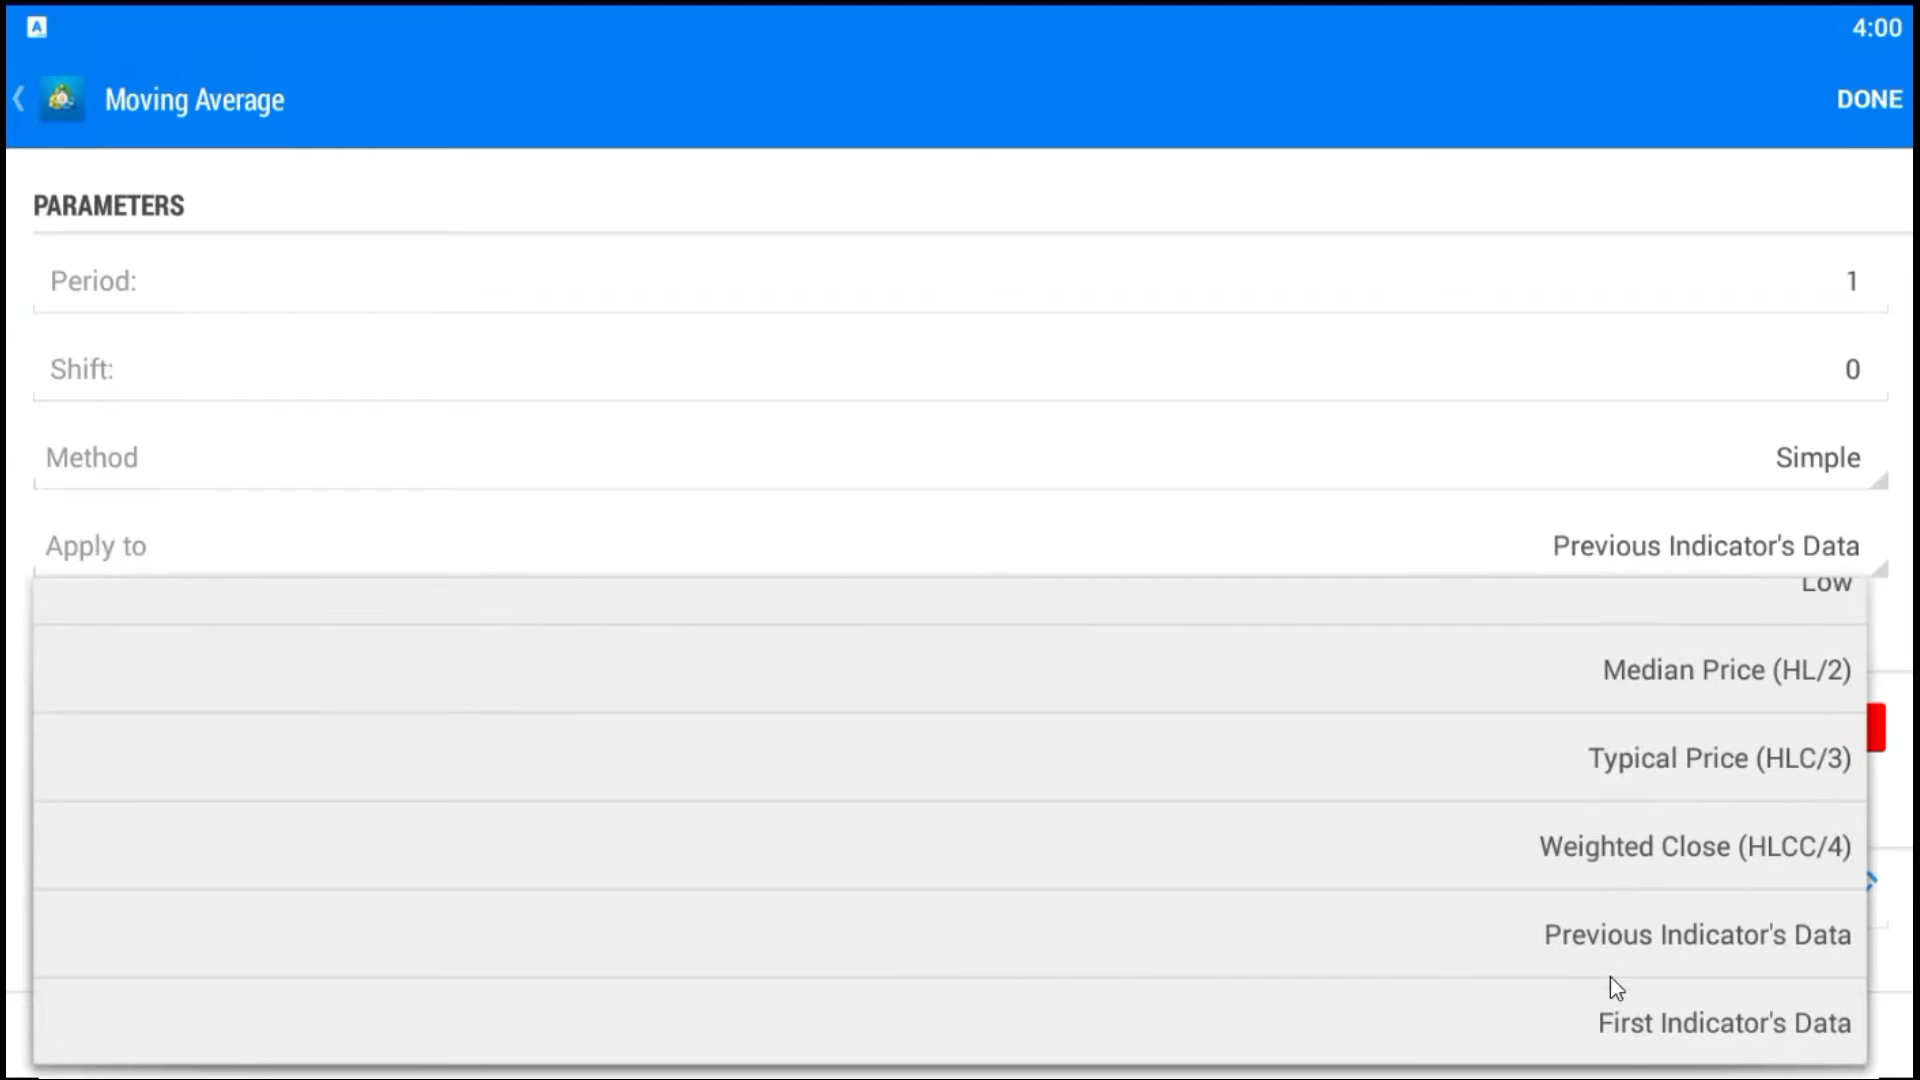 A
4:00
Moving Average
DONE
PARAMETERS
Period:
1
Shift:
0
Method
Simple
Apply to
Previous Indicator's Data
Low
Median Price (HL/2)
Typical Price (HLC/3)
Weighted Close (HLCC/4)
Previous Indicator's Data
First Indicator's Data